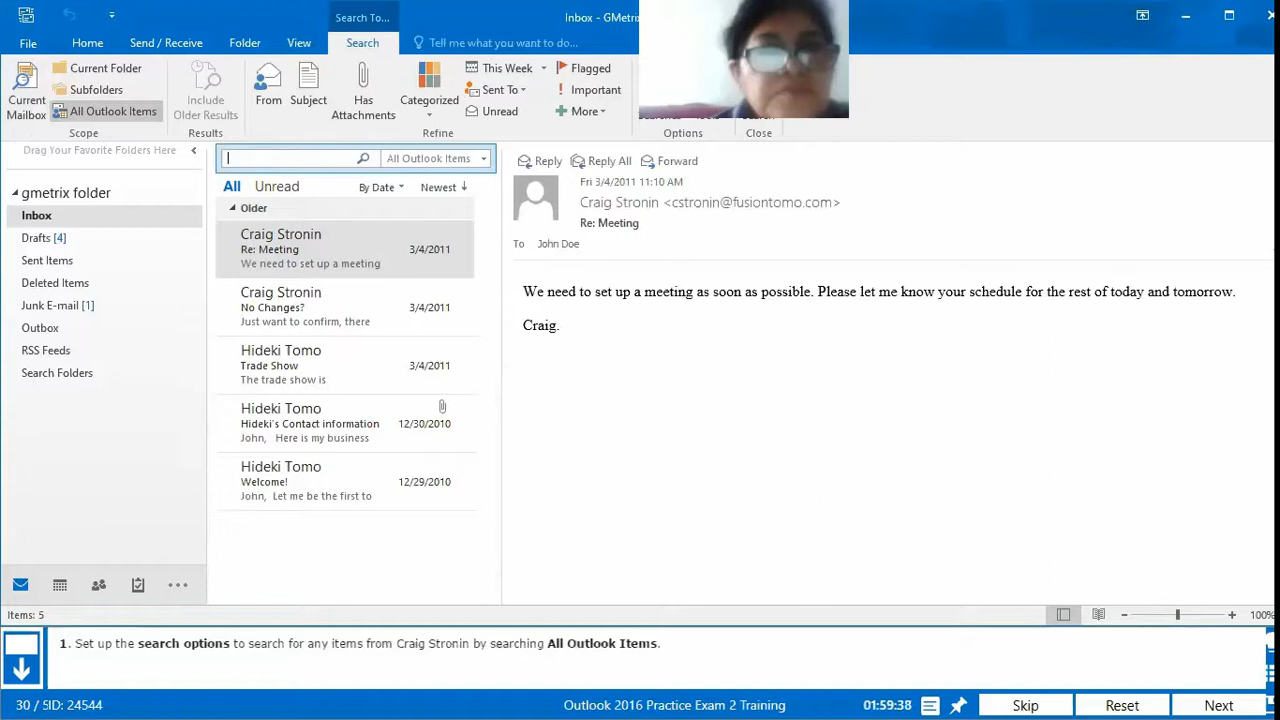 Search To...
Inbox - GMetrix
File
Home
Send / Receive
Folder
View
Search
Tell me what you want to do...
Current Mailbox
Current Folder
Subfolders
All Outlook Items
Scope
Include Older Results
Results
From
Subject
Has Attachments
Categorized
This Week
Sent To
Unread
Flagged
Important
More
Refine
Options
Close
Drag Your Favorite Folders Here
gmetrix folder
Inbox
Drafts [4]
Sent Items
Deleted Items
Junk E-mail [1]
Outbox
RSS Feeds
Search Folders
All Outlook Items
All Unread
By Date Newest
Older
Craig Stronin
Re: Meeting 3/4/2011
We need to set up a meeting
Craig Stronin
No Changes? 3/4/2011
Just want to confirm, there
Hideki Tomo
Trade Show 3/4/2011
The trade show is
Hideki Tomo
Hideki's Contact information 12/30/2010
John, Here is my business
Hideki Tomo
Welcome! 12/29/2010
John, Let me be the first to
Reply Reply All Forward
Fri 3/4/2011 11:10 AM
Craig Stronin <cstronin@fusiontomo.com>
Re: Meeting
To John Doe
We need to set up a meeting as soon as possible. Please let me know your schedule for the rest of today and tomorrow.
Craig.
Items: 5
100%
1. Set up the search options to search for any items from Craig Stronin by searching All Outlook Items.
30 / 5ID: 24544
Outlook 2016 Practice Exam 2 Training
01:59:38
Skip
Reset
Next